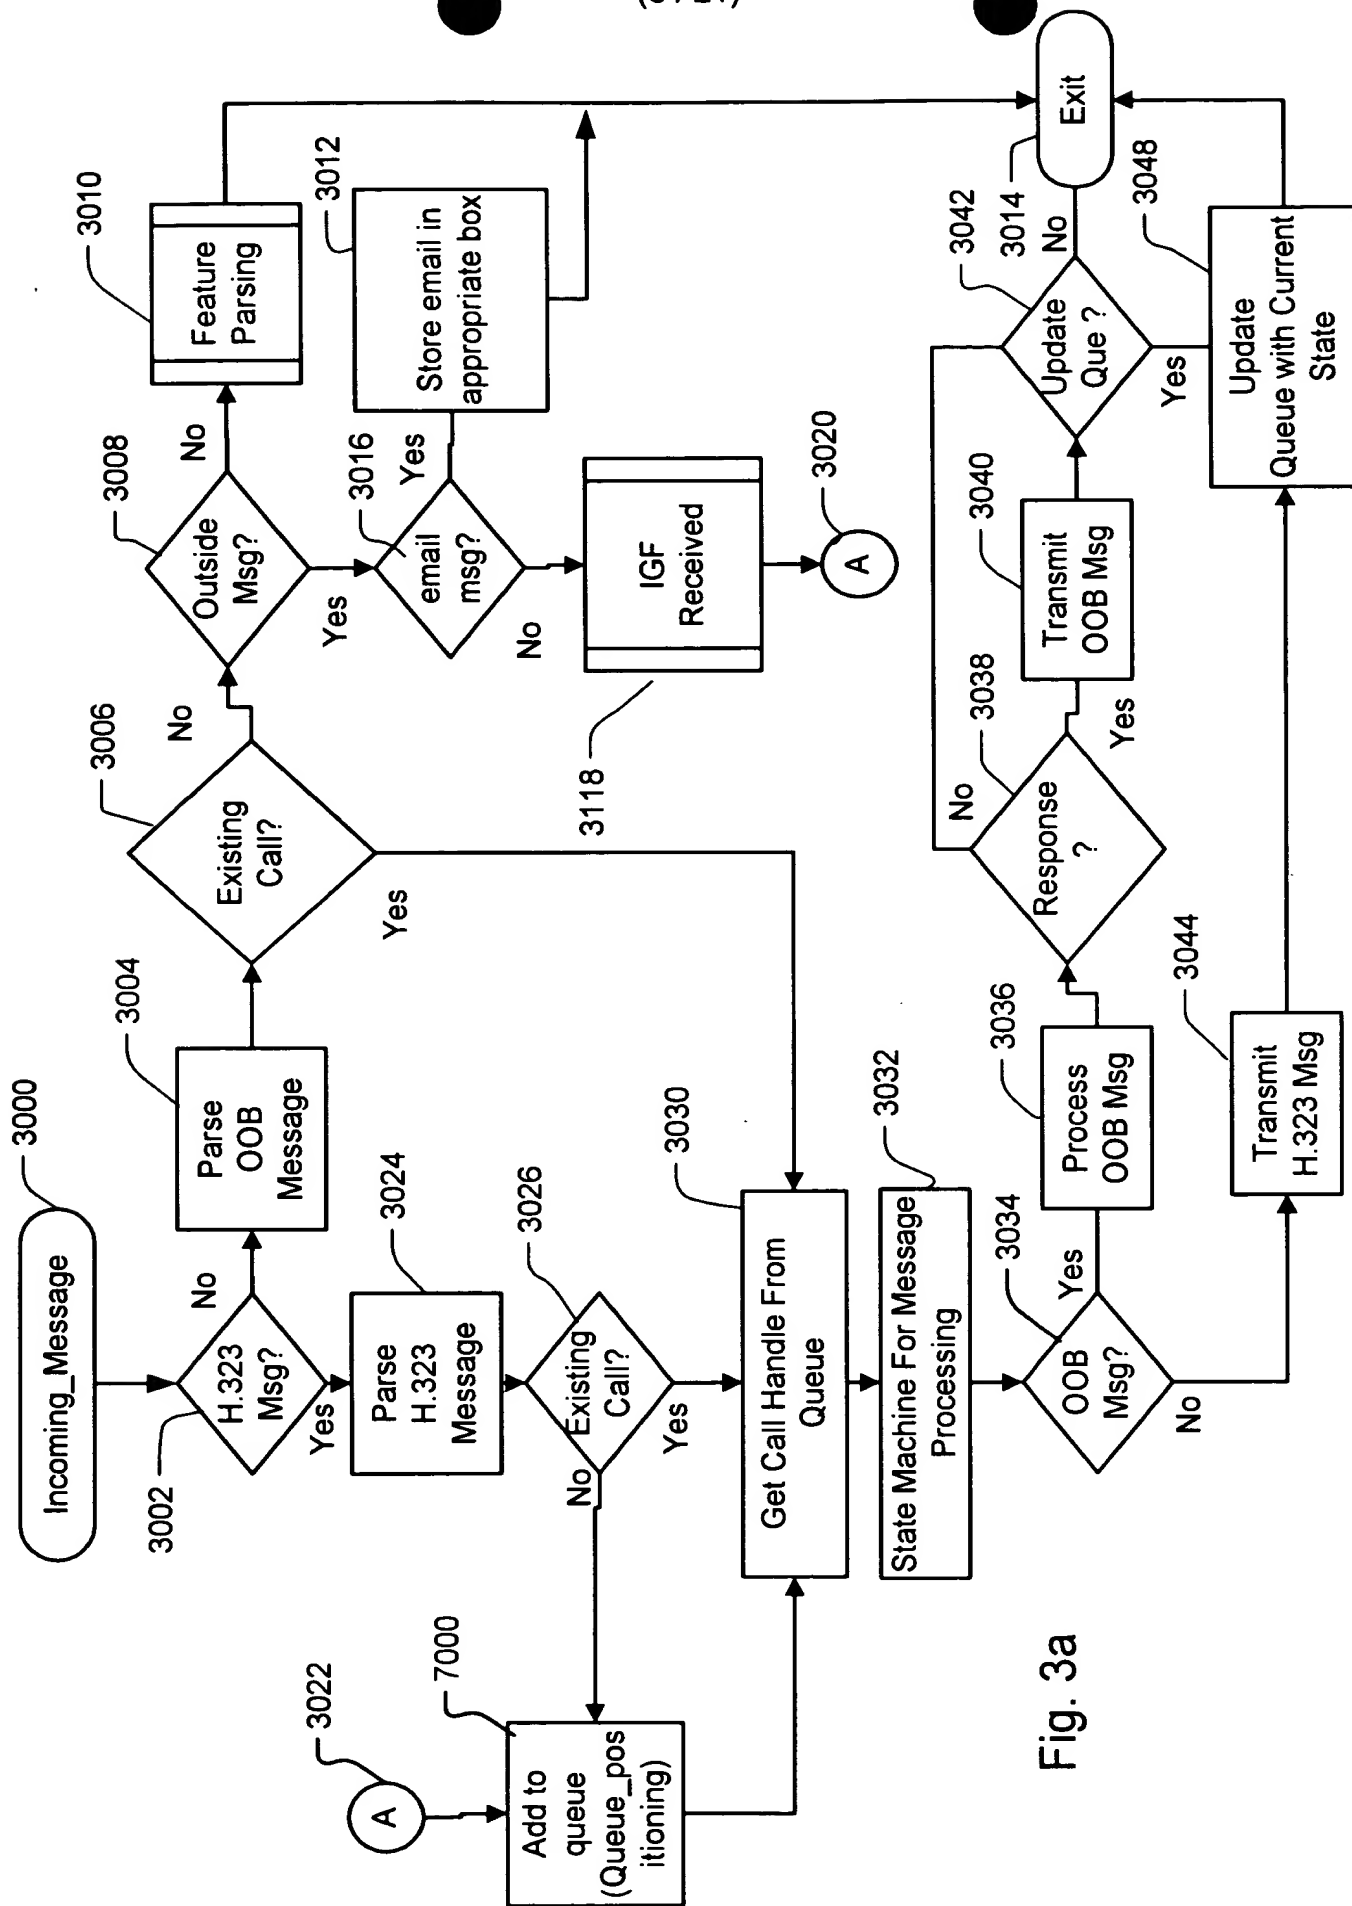 3000
Incoming_Message
3002
H.323
Msg?
No
Yes
3004
Parse
OOB
Message
3006
Existing
Call?
No
Yes
3008
Outside
Msg?
No
Yes
3010
Feature
Parsing
3012
Store email in
appropriate box
3016
email
msg?
Yes
No
IGF
Received
3118
3020
A
3024
Parse
H.323
Message
3026
Existing
Call?
No
Yes
3022
A
7000
Add to
queue
(Queue_pos
itioning)
3030
Get Call Handle From
Queue
3032
State Machine For Message
Processing
3034
OOB
Msg?
Yes
No
3036
Process
OOB Msg
3038
Response
?
No
Yes
3040
Transmit
OOB Msg
3042
Update
Que ?
No
Yes
3014
Exit
3044
Transmit
H.323 Msg
3048
Update
Queue with Current
State
Fig. 3a